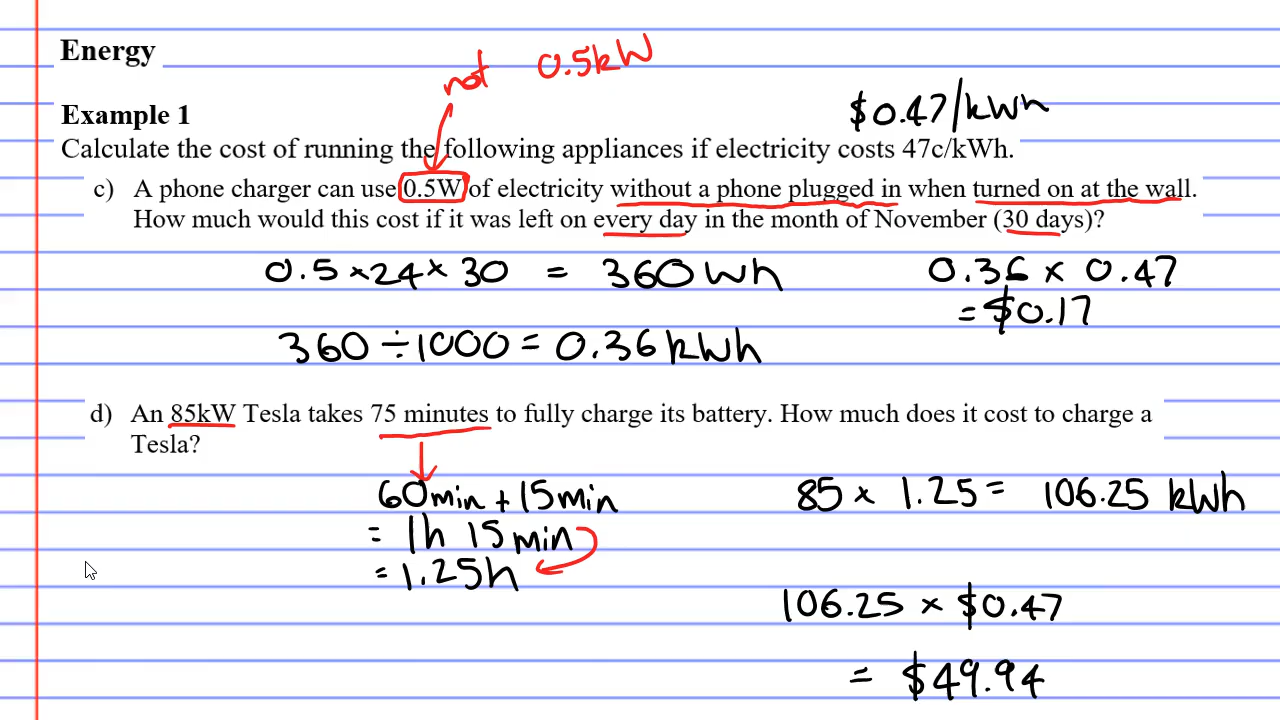 Energy
not 0.5kW
Example 1
$0.47/kWh
Calculate the cost of running the following appliances if electricity costs 47c/kWh.
c) A phone charger can use 0.5W of electricity without a phone plugged in when turned on at the wall.
How much would this cost if it was left on every day in the month of November (30 days)?
0.5 × 24 × 30 = 360 Wh
0.36 × 0.47
= $0.17
360 ÷ 1000 = 0.36 kWh
d) An 85kW Tesla takes 75 minutes to fully charge its battery. How much does it cost to charge a
Tesla?
60min + 15min
= 1h 15min
= 1.25h
85 × 1.25 = 106.25 kWh
106.25 × $0.47
= $49.94